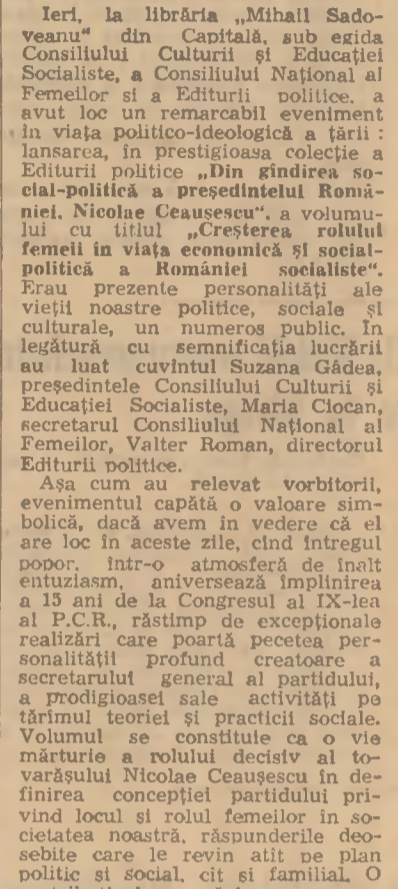 Ieri, la librăria „Mihail Sado-
veanu" din Capitală, sub egida
Consiliului Culturii și Educației
Socialiste, a Consiliului Național al
Femeilor si a Editurii politice, a
avut loc un remarcabil eveniment
în viața politico-ideologică a țării :
lansarea, în prestigioasa colecție a
Editurii politice „Din gîndirea so-
cial-politică a președintelui Româ-
niei, Nicolae Ceaușescu", a volumu-
lui cu titlul „Creșterea rolului
femeii în viața economică și social-
politică a României socialiste".
Erau prezente personalități ale
vieții noastre politice, sociale și
culturale, un numeros public. În
legătură cu semnificația lucrării
au luat cuvîntul Suzana Gâdea,
președintele Consiliului Culturii și
Educației Socialiste, Maria Ciocan,
secretarul Consiliului Național al
Femeilor, Valter Roman, directorul
Editurii politice.
Așa cum au relevat vorbitorii,
evenimentul capătă o valoare sim-
bolică, dacă avem în vedere că el
are loc în aceste zile, cînd întregul
popor, într-o atmosferă de înalt
entuziasm, aniversează împlinirea
a 15 ani de la Congresul al IX-lea
al P.C.R., răstimp de excepționale
realizări care poartă pecetea per-
sonalității profund creatoare a
secretarului general al partidului,
a prodigioasei sale activități pe
tărîmul teoriei și practicii sociale.
Volumul se constituie ca o vie
mărturie a rolului decisiv al to-
varășului Nicolae Ceaușescu în de-
finirea concepției partidului pri-
vind locul și rolul femeilor în so-
cietatea noastră, răspunderile deo-
sebite care le revin atît pe plan
politic și social, cît și familial. O